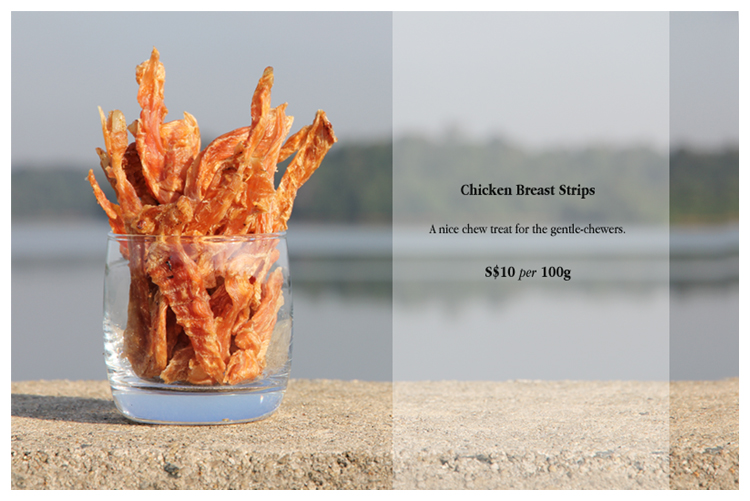 Chicken Breast Strips
A nice chew treat for the gentle-chewers.
S$10 per 100g